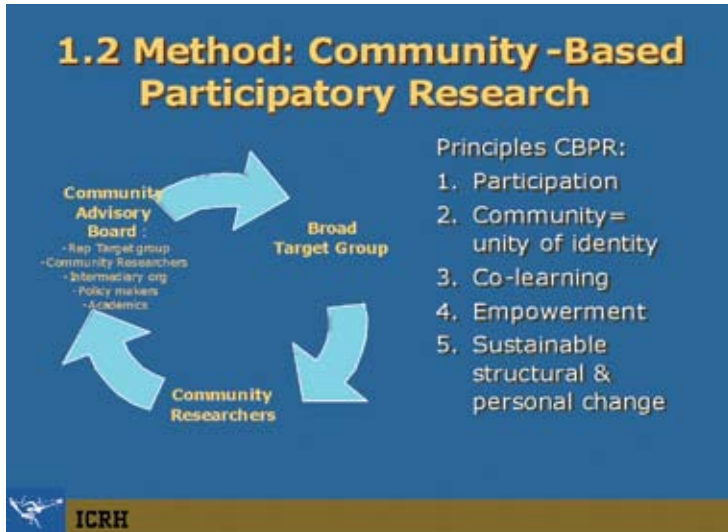 1.2 Method: Community -Based
Participatory Research
Community
Advisory
Board :
-Rep Target group
-Community Researchers
-Intermediary org
-Policy makers
-Academics
Broad
Target Group
Community
Researchers
Principles CBPR:
1. Participation
2. Community=
unity of identity
3. Co-learning
4. Empowerment
5. Sustainable
structural &
personal change
ICRH